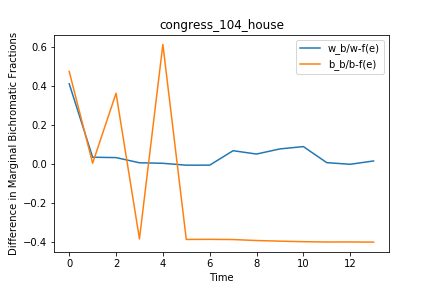 congress_104_house
Difference in Marginal Bichromatic Fractions
0.6
0.4
0.2
0.0
−0.2
−0.4
w_b/w-f(e)
b_b/b-f(e)
0 2 4 6 8 10 12
Time